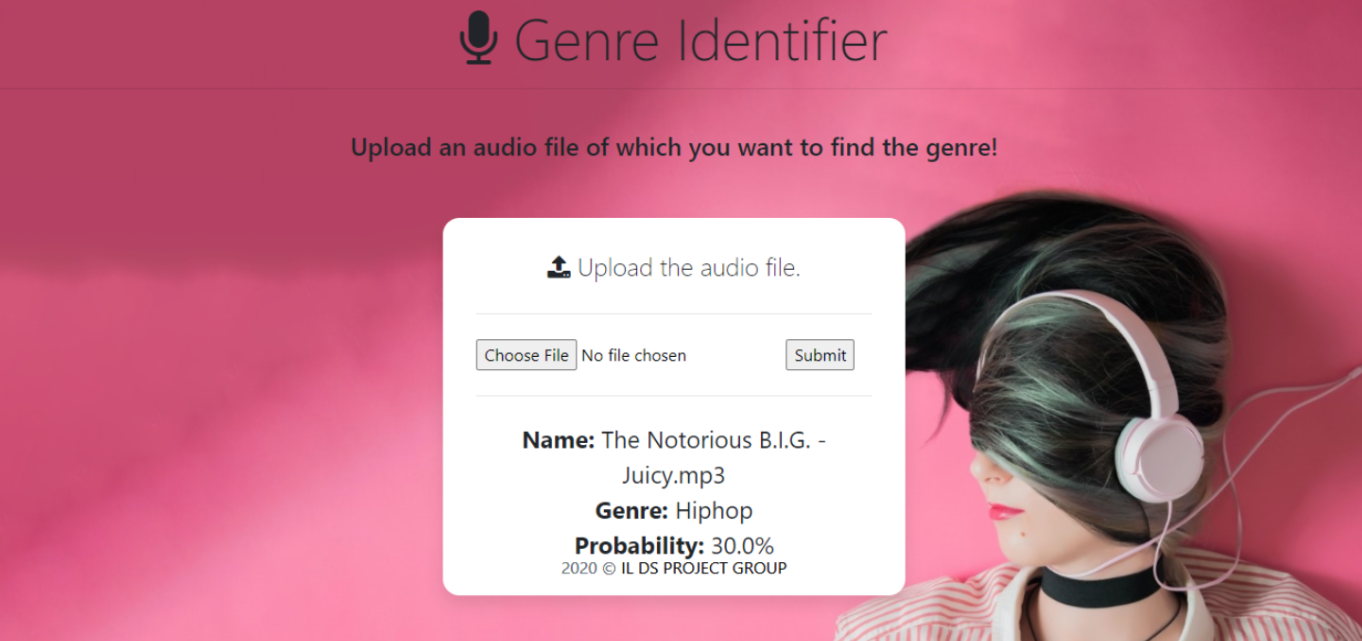 Genre Identifier
Upload an audio file of which you want to find the genre!
Upload the audio file.
Choose File No file chosen Submit
Name: The Notorious B.I.G. -
Juicy.mp3
Genre: Hiphop
Probability: 30.0%
2020 © IL DS PROJECT GROUP